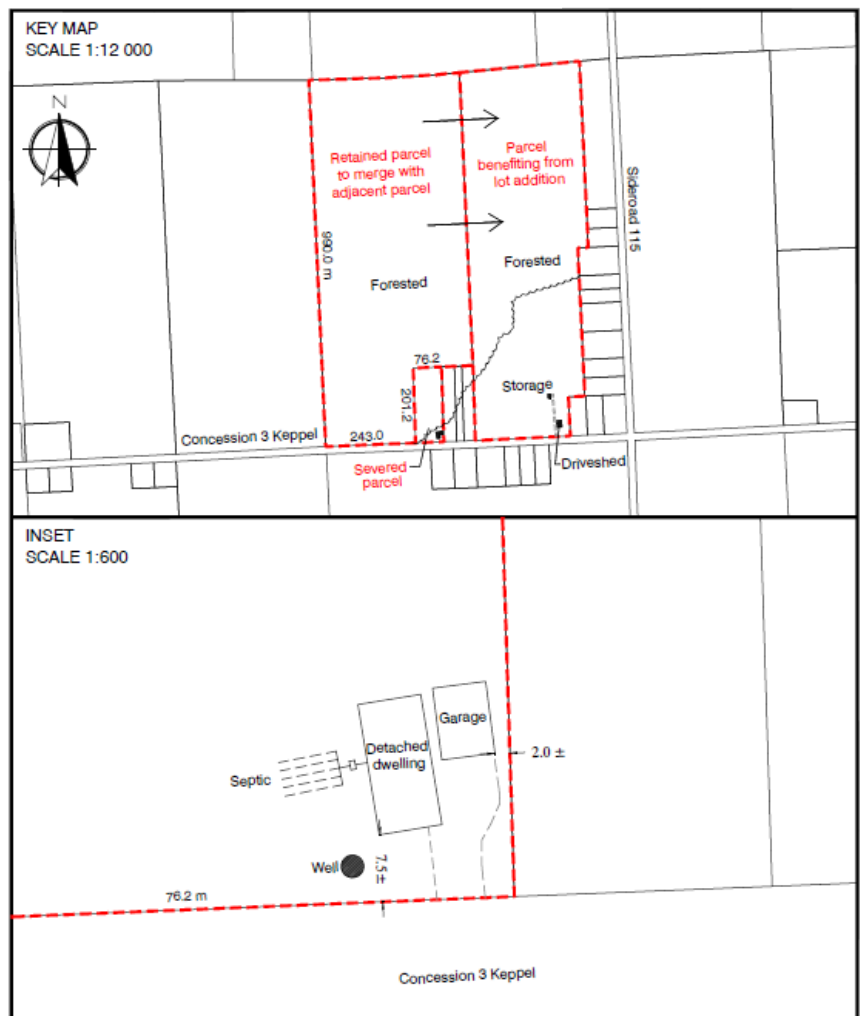 KEY MAP
SCALE 1:12 000
N
Retained parcel
to merge with
adjacent parcel
Parcel
benefiting from
lot addition
Sideroad 115
990.0 m
Forested
Forested
76.2
201.2
Storage
Concession 3 Keppel
243.0
Severed
parcel
Driveshed
INSET
SCALE 1:600
Garage
Detached
dwelling
2.0 ±
Septic
Well
7.5±
76.2 m
Concession 3 Keppel